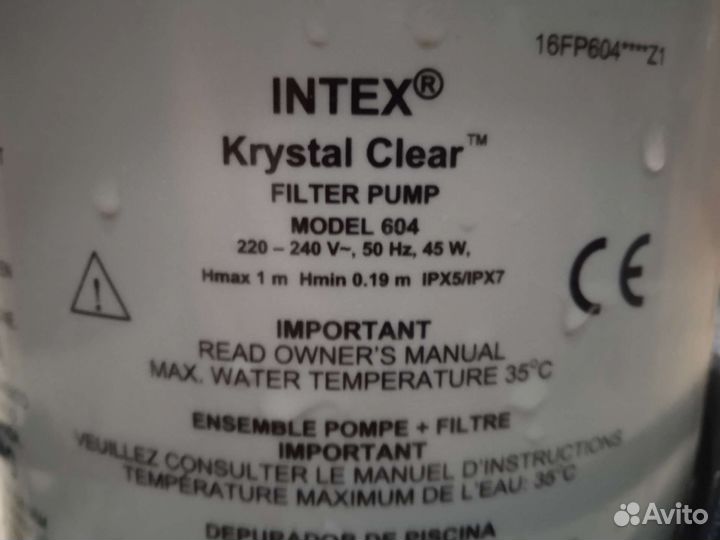 16FP604****Z1
INTEX®
Krystal Clear™
FILTER PUMP
MODEL 604
220 – 240 V~, 50 Hz, 45 W,
Hmax 1 m Hmin 0.19 m IPX5/IPX7
CE
IMPORTANT
READ OWNER'S MANUAL
MAX. WATER TEMPERATURE 35°C
ENSEMBLE POMPE + FILTRE
IMPORTANT
VEUILLEZ CONSULTER LE MANUEL D'INSTRUCTIONS
TEMPÉRATURE MAXIMUM DE L'EAU: 35°C
DEPURADOR DE PISCINA
Avito